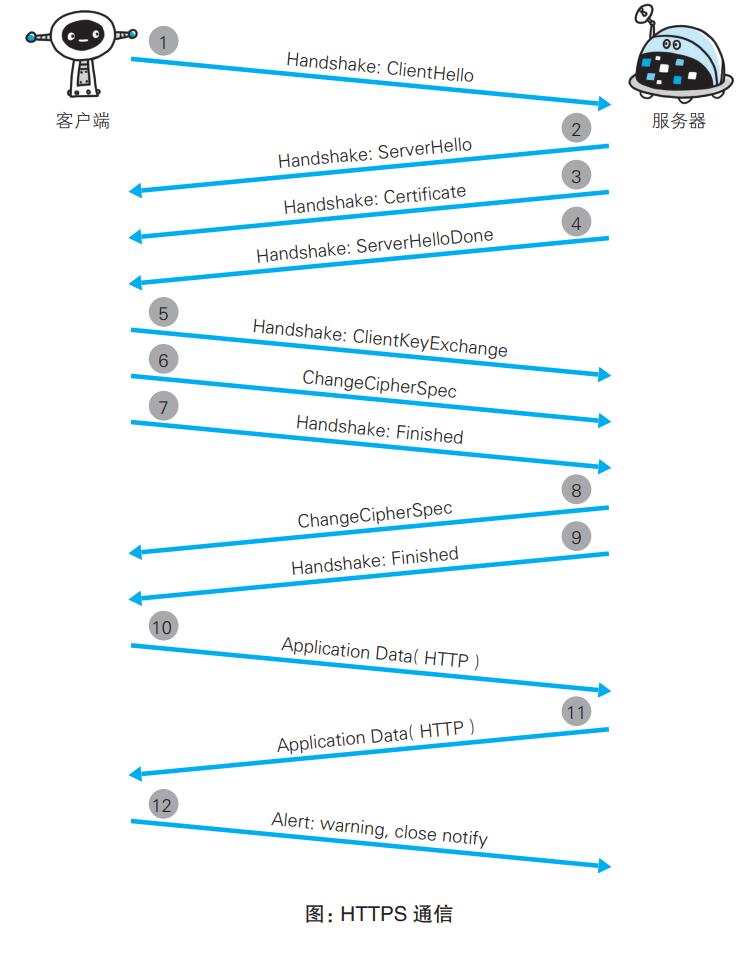 1
Handshake: ClientHello
客户端
服务器
2
Handshake: ServerHello
3
Handshake: Certificate
4
Handshake: ServerHelloDone
5
Handshake: ClientKeyExchange
6
ChangeCipherSpec
7
Handshake: Finished
8
ChangeCipherSpec
9
Handshake: Finished
10
Application Data( HTTP )
11
Application Data( HTTP )
12
Alert: warning, close notify
图：HTTPS 通信